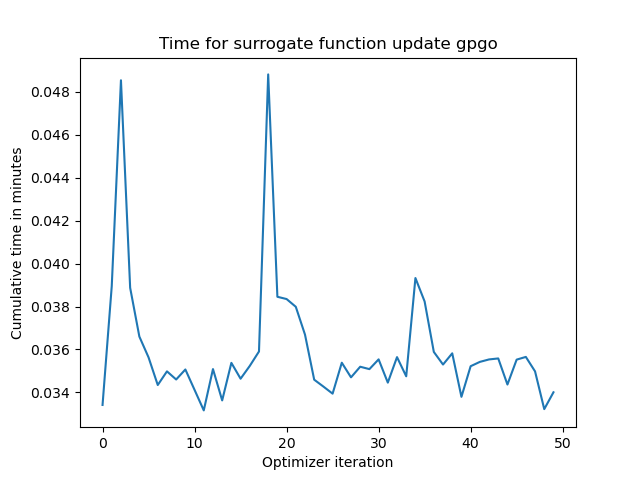 Time for surrogate function update gpgo
Cumulative time in minutes
0.048
0.046
0.044
0.042
0.040
0.038
0.036
0.034
0 10 20 30 40 50
Optimizer iteration